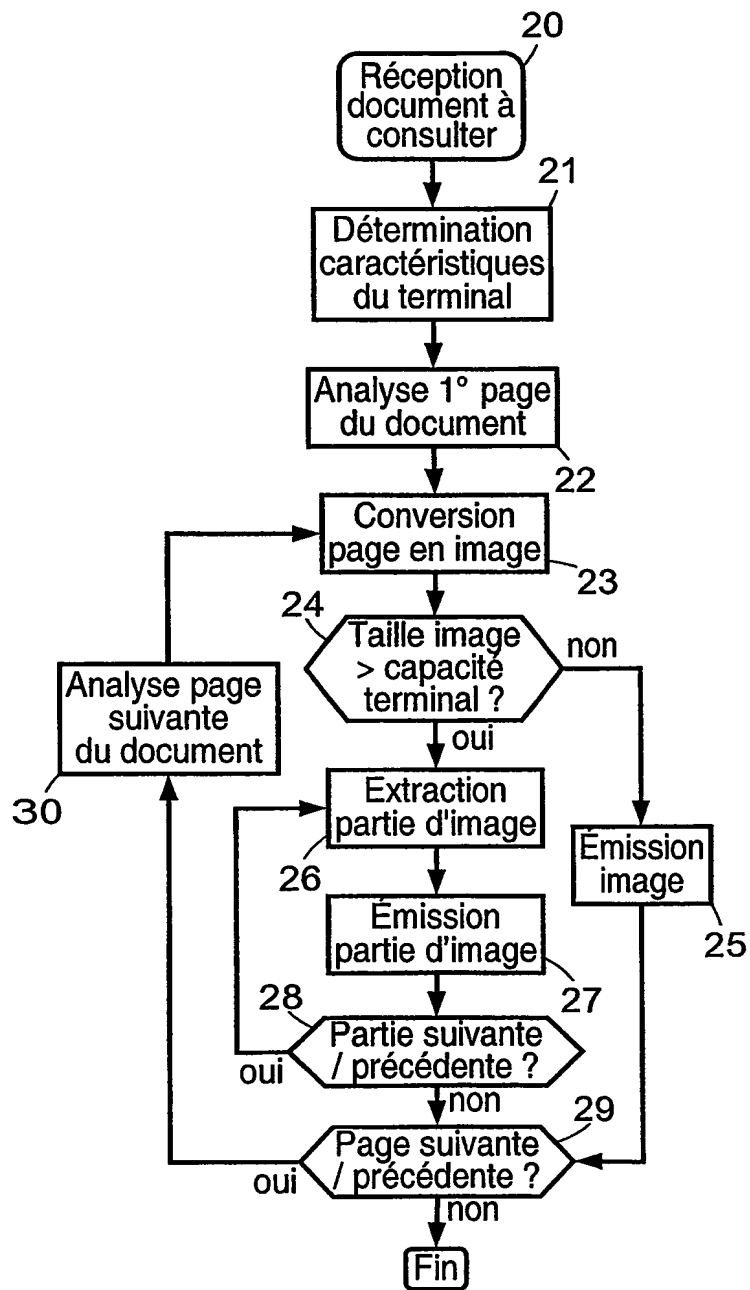 20
Réception
document à
consulter
21
Détermination
caractéristiques
du terminal
Analyse 1° page
du document
22
Conversion
page en image
23
24
Taille image
> capacité
terminal ?
non
oui
Analyse page
suivante
du document
30
Extraction
partie d'image
26
Émission
image
25
Émission
partie d'image
27
28
Partie suivante
/ précédente ?
oui
non
29
Page suivante
/ précédente ?
oui
non
Fin